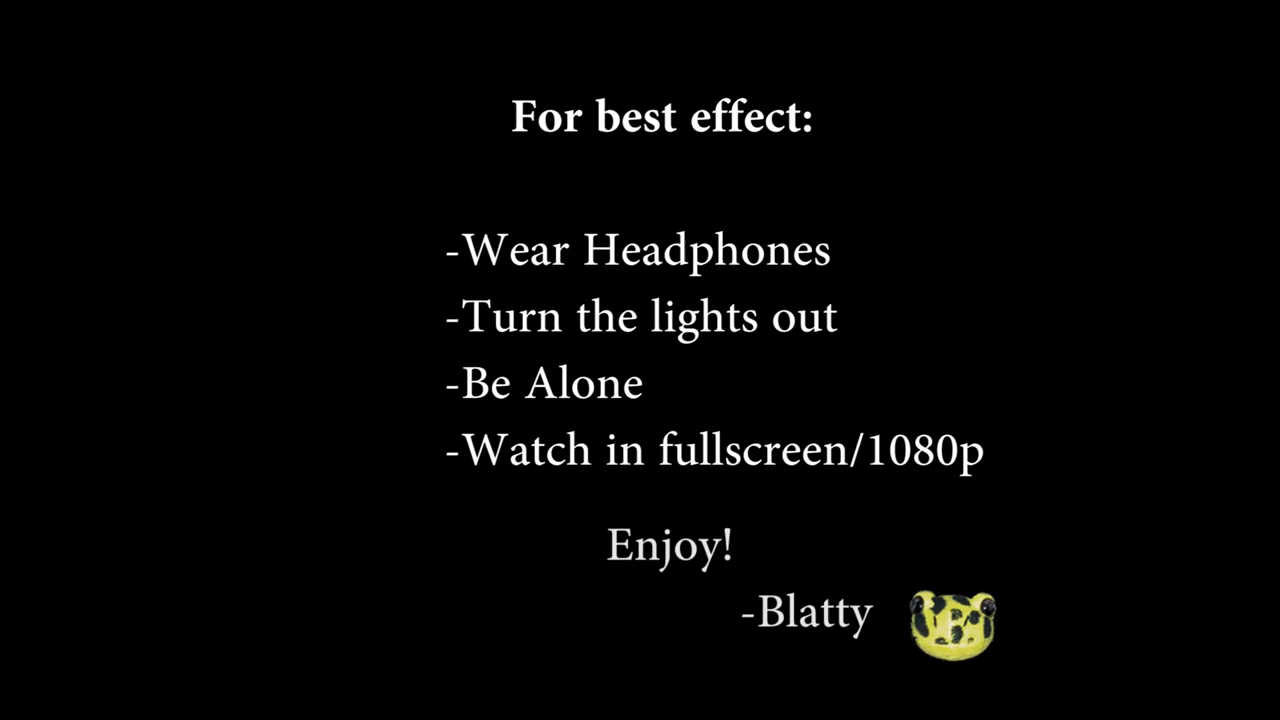 For best effect:
-Wear Headphones
-Turn the lights out
-Be Alone
-Watch in fullscreen/1080p
Enjoy!
-Blatty